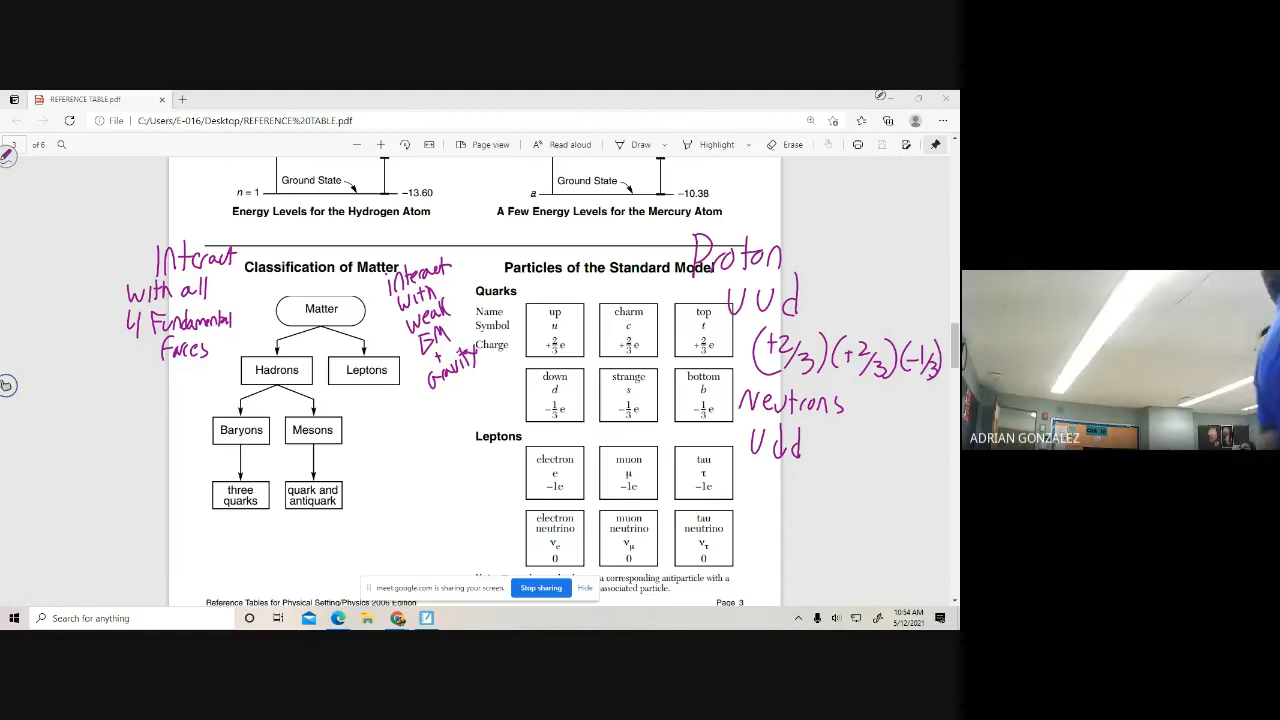 REFERENCE TABLE.pdf
File C:/Users/E-016/Desktop/REFERENCE%20TABLE.pdf
of 6
Page view Read aloud Draw Highlight Erase
Ground State
n = 1 −13.60
Energy Levels for the Hydrogen Atom
Ground State
a −10.38
A Few Energy Levels for the Mercury Atom
Interact
with all
4 Fundamental
Forces
Classification of Matter
Matter
Hadrons
Leptons
Baryons
Mesons
three
quarks
quark and
antiquark
interact
with
weak
EM
+
Gravity
Particles of the Standard Model
Quarks
Name up charm top
Symbol u c t
Charge +2/3 e +2/3 e +2/3 e
down strange bottom
d s b
−1/3 e −1/3 e −1/3 e
Leptons
electron muon tau
e μ τ
−1e −1e −1e
electron muon tau
neutrino neutrino neutrino
νe νμ ντ
0 0 0
a corresponding antiparticle with a
associated particle.
Proton
U U d
(+2/3)(+2/3)(-1/3)
Neutrons
U d d
meet.google.com is sharing your screen. Stop sharing Hide
Reference Tables for Physical Setting/Physics 2006 Edition Page 3
Search for anything
10:54 AM
5/12/2021
ADRIAN GONZALEZ